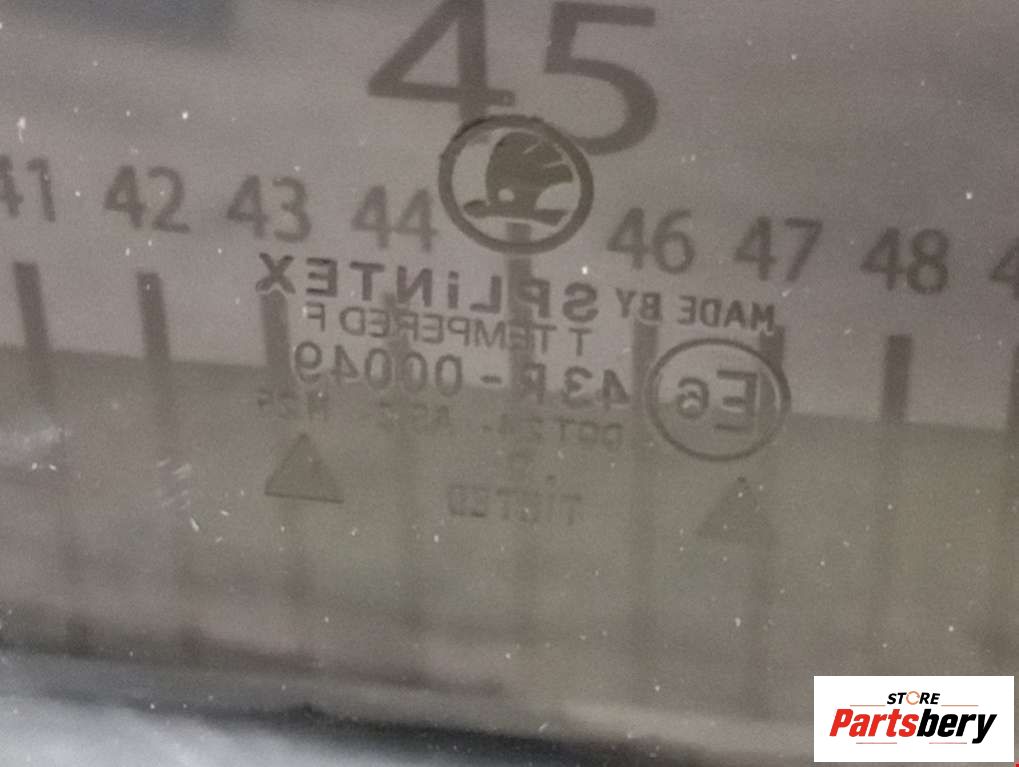 45
41 42 43 44 46 47 48
MADE BY SPLiNTEX
T TEMPERED F
E6 43R - 00049
TINTED
STORE
Partsbery